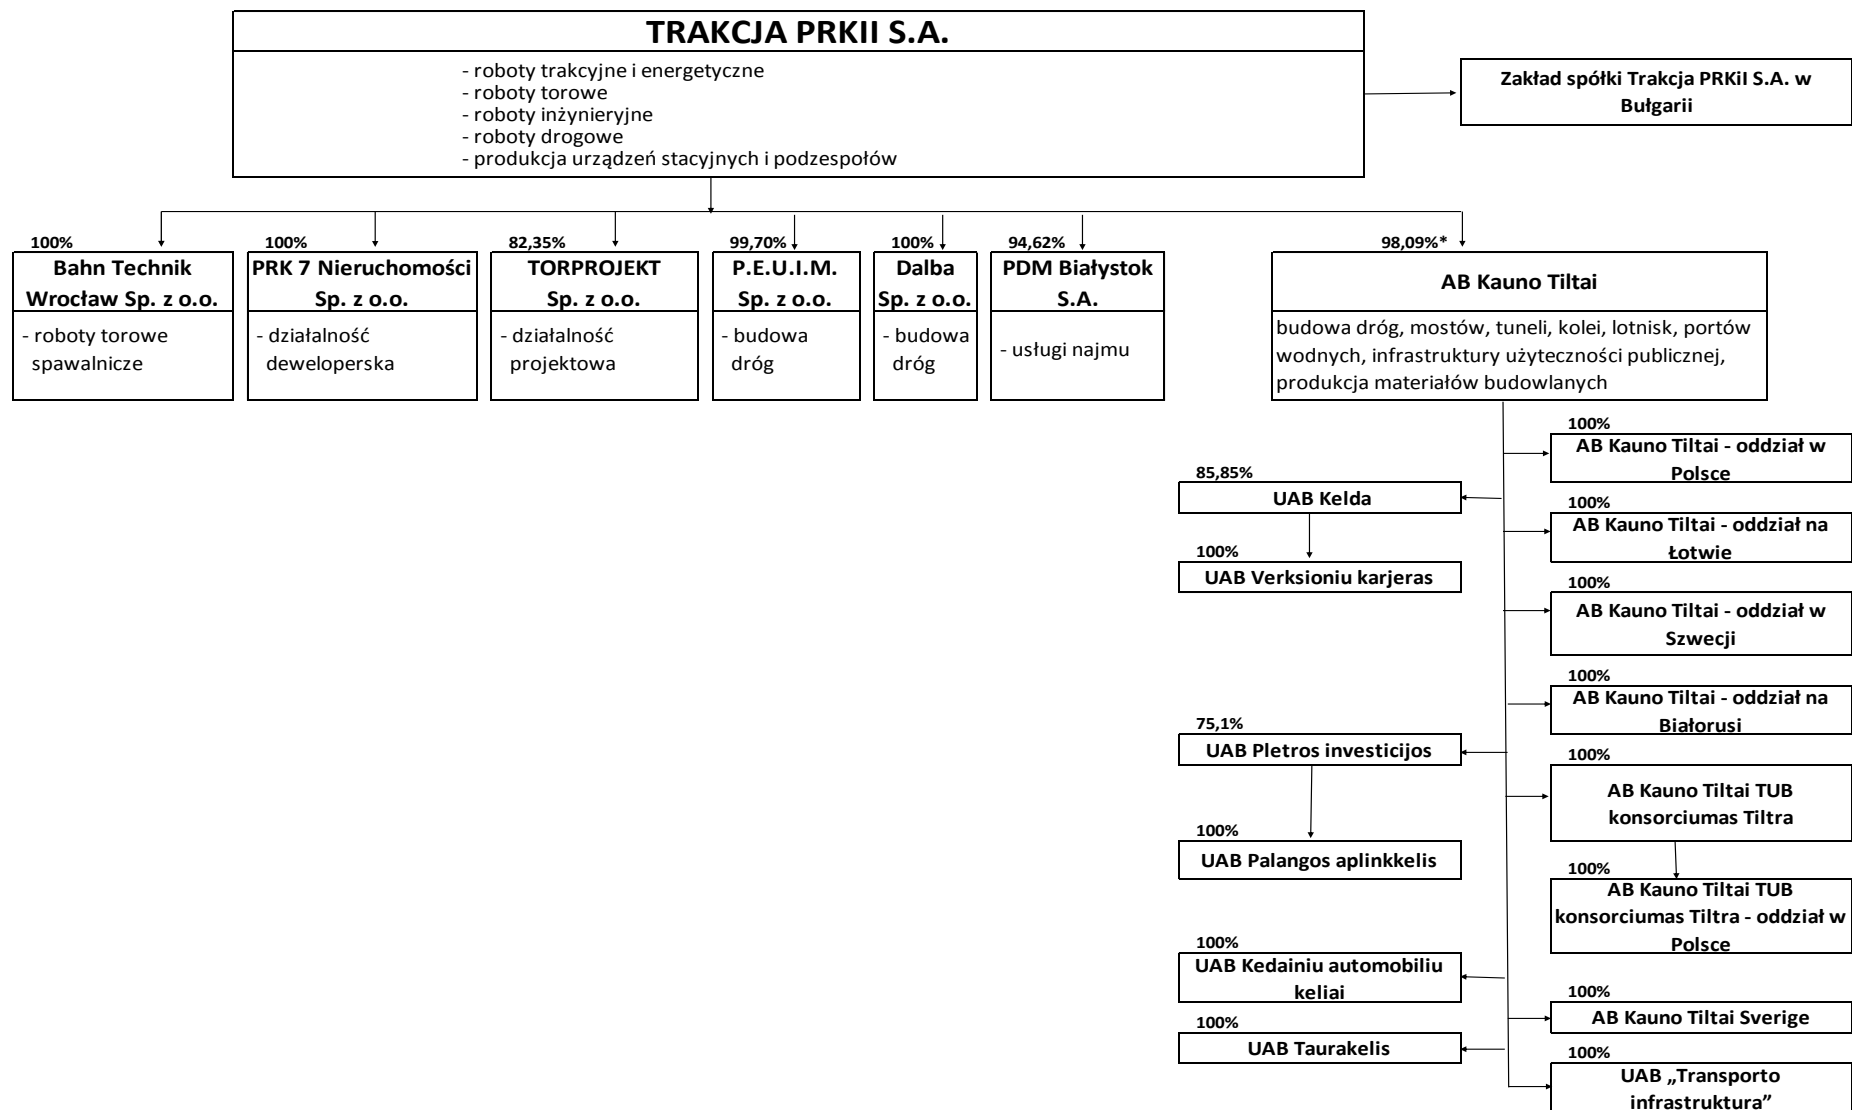 TRAKCJA PRKII S.A.
- roboty trakcyjne i energetyczne
- roboty torowe
- roboty inżynieryjne
- roboty drogowe
- produkcja urządzeń stacyjnych i podzespołów
Zakład spółki Trakcja PRKiI S.A. w
Bułgarii
100%
Bahn Technik
Wrocław Sp. z o.o.
- roboty torowe
spawalnicze
100%
PRK 7 Nieruchomości
Sp. z o.o.
- działalność
deweloperska
82,35%
TORPROJEKT
Sp. z o.o.
- działalność
projektowa
99,70%
P.E.U.I.M.
Sp. z o.o.
- budowa
dróg
100%
Dalba
Sp. z o.o.
- budowa
dróg
94,62%
PDM Białystok
S.A.
- usługi najmu
98,09%*
AB Kauno Tiltai
budowa dróg, mostów, tuneli, kolei, lotnisk, portów
wodnych, infrastruktury użyteczności publicznej,
produkcja materiałów budowlanych
85,85%
UAB Kelda
100%
UAB Verksioniu karjeras
75,1%
UAB Pletros investicijos
100%
UAB Palangos aplinkkelis
100%
UAB Kedainiu automobiliu
keliai
100%
UAB Taurakelis
100%
AB Kauno Tiltai - oddział w
Polsce
100%
AB Kauno Tiltai - oddział na
Łotwie
100%
AB Kauno Tiltai - oddział w
Szwecji
100%
AB Kauno Tiltai - oddział na
Białorusi
100%
AB Kauno Tiltai TUB
konsorciumas Tiltra
100%
AB Kauno Tiltai TUB
konsorciumas Tiltra - oddział w
Polsce
100%
AB Kauno Tiltai Sverige
100%
UAB „Transporto
infrastruktura”